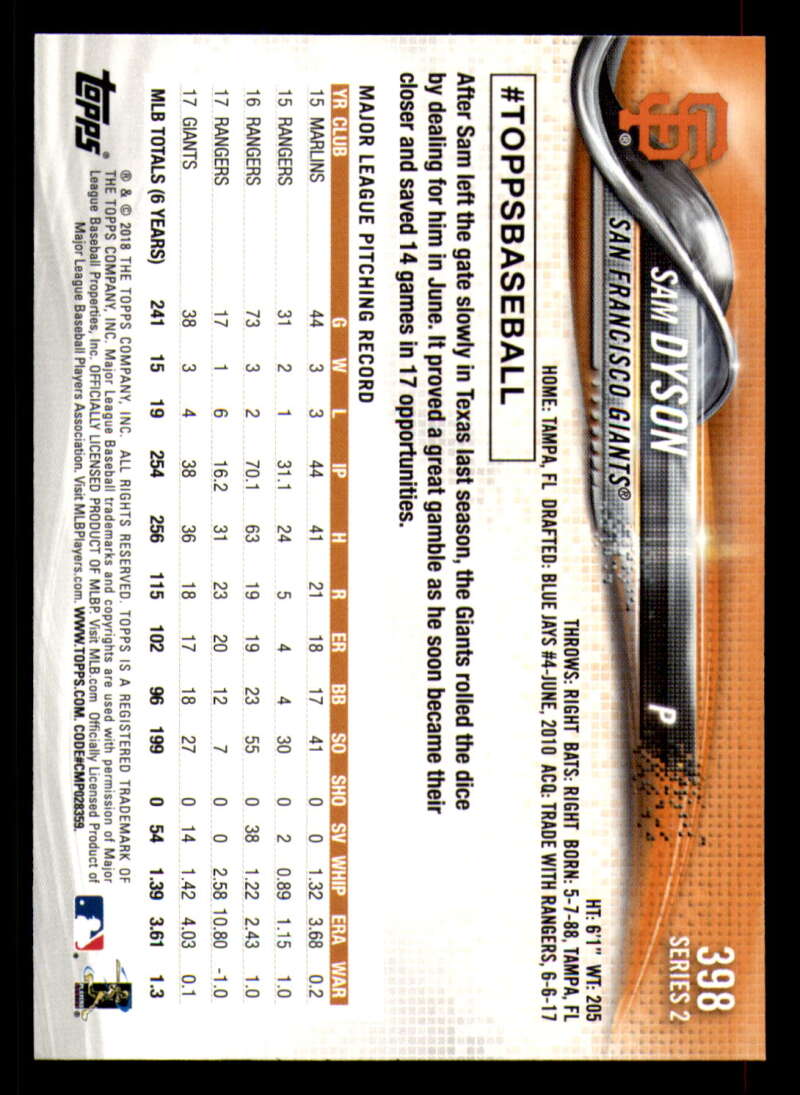 398
SERIES 2
SF®
SAM DYSON P
SAN FRANCISCO GIANTS®
HT: 6'1" WT: 205
THROWS: RIGHT BATS: RIGHT BORN: 5-7-88, TAMPA, FL
HOME: TAMPA, FL DRAFTED: BLUE JAYS #4-JUNE, 2010 ACQ: TRADE WITH RANGERS, 6-6-17
#TOPPSBASEBALL
After Sam left the gate slowly in Texas last season, the Giants rolled the dice
by dealing for him in June. It proved a great gamble as he soon became their
closer and saved 14 games in 17 opportunities.
MAJOR LEAGUE PITCHING RECORD
YR CLUB G W L IP H R ER BB SO SHO SV WHIP ERA WAR
15 MARLINS 44 3 3 44 41 21 18 17 41 0 0 1.32 3.68 0.2
15 RANGERS 31 2 1 31.1 24 5 4 4 30 0 2 0.89 1.15 1.0
16 RANGERS 73 3 2 70.1 63 19 19 23 55 0 38 1.22 2.43 1.0
17 RANGERS 17 1 6 16.2 31 23 20 12 7 0 0 2.58 10.80 -1.0
17 GIANTS 38 3 4 38 36 18 17 18 27 0 14 1.42 4.03 0.1
MLB TOTALS (6 YEARS) 241 15 19 254 256 115 102 96 199 0 54 1.39 3.61 1.3
topps®
® & © 2018 THE TOPPS COMPANY, INC. ALL RIGHTS RESERVED. TOPPS IS A REGISTERED TRADEMARK OF
THE TOPPS COMPANY, INC. Major League Baseball trademarks and copyrights are used with permission of Major
League Baseball Properties, Inc. OFFICIALLY LICENSED PRODUCT OF MLBP. Visit MLB.com Officially Licensed Product of
Major League Baseball Players Association. Visit MLBPlayers.com. WWW.TOPPS.COM. CODE#CMP028359.